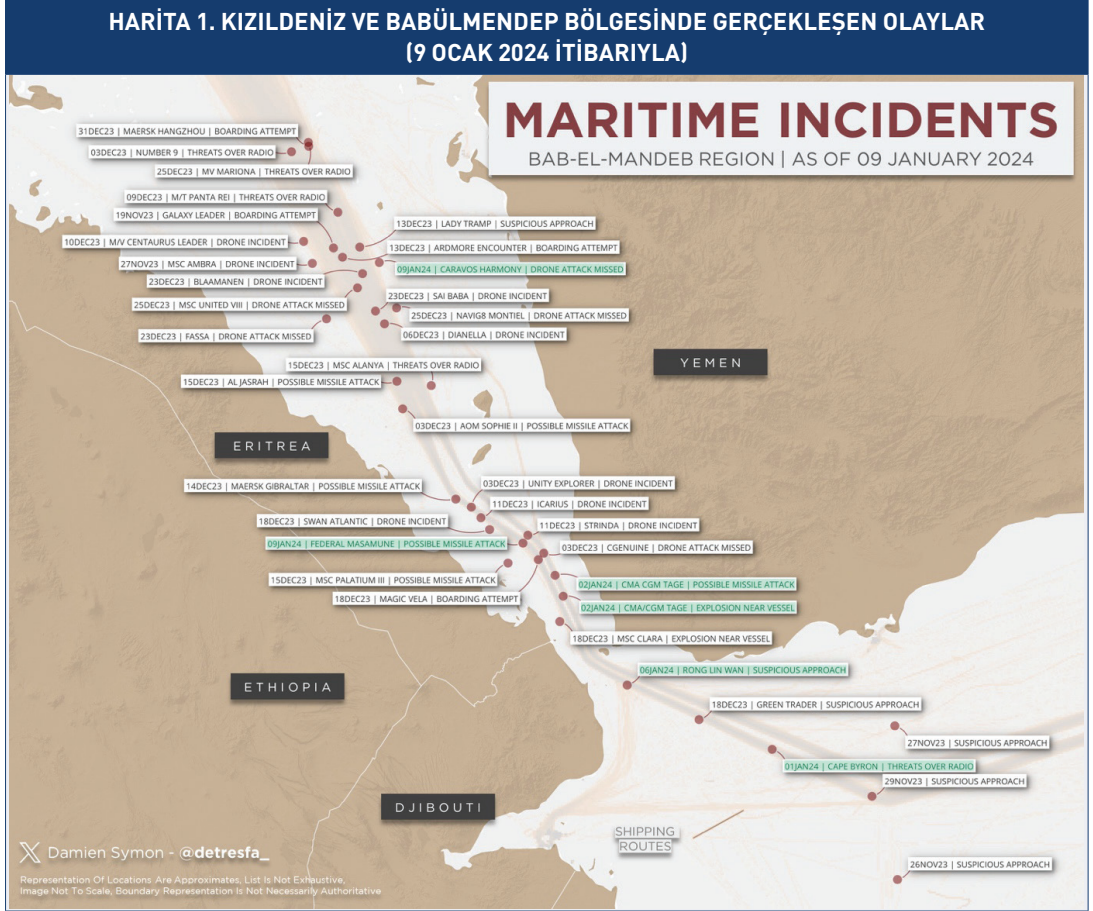 HARİTA 1. KIZILDENİZ VE BABÜLMENDEP BÖLGESİNDE GERÇEKLEŞEN OLAYLAR
(9 OCAK 2024 İTİBARIYLA)
MARITIME INCIDENTS
BAB-EL-MANDEB REGION | AS OF 09 JANUARY 2024
31DEC23 | MAERSK HANGZHOU | BOARDING ATTEMPT
03DEC23 | NUMBER 9 | THREATS OVER RADIO
25DEC23 | MV MARIONA | THREATS OVER RADIO
09DEC23 | M/T PANTA REI | THREATS OVER RADIO
19NOV23 | GALAXY LEADER | BOARDING ATTEMPT
13DEC23 | LADY TRAMP | SUSPICIOUS APPROACH
10DEC23 | M/V CENTAURUS LEADER | DRONE INCIDENT
13DEC23 | ARDMORE ENCOUNTER | BOARDING ATTEMPT
27NOV23 | MSC AMBRA | DRONE INCIDENT
09JAN24 | CARAVOS HARMONY | DRONE ATTACK MISSED
23DEC23 | BLAAMANEN | DRONE INCIDENT
23DEC23 | SAI BABA | DRONE INCIDENT
25DEC23 | MSC UNITED VIII | DRONE ATTACK MISSED
25DEC23 | NAVIG8 MONTIEL | DRONE ATTACK MISSED
23DEC23 | FASSA | DRONE ATTACK MISSED
06DEC23 | DIANELLA | DRONE INCIDENT
YEMEN
15DEC23 | MSC ALANYA | THREATS OVER RADIO
15DEC23 | AL JASRAH | POSSIBLE MISSILE ATTACK
03DEC23 | AOM SOPHIE II | POSSIBLE MISSILE ATTACK
ERITREA
14DEC23 | MAERSK GIBRALTAR | POSSIBLE MISSILE ATTACK
03DEC23 | UNITY EXPLORER | DRONE INCIDENT
11DEC23 | ICARIUS | DRONE INCIDENT
18DEC23 | SWAN ATLANTIC | DRONE INCIDENT
11DEC23 | STRINDA | DRONE INCIDENT
09JAN24 | FEDERAL MASAMUNE | POSSIBLE MISSILE ATTACK
03DEC23 | CGENUINE | DRONE ATTACK MISSED
15DEC23 | MSC PALATIUM III | POSSIBLE MISSILE ATTACK
02JAN24 | CMA CGM TAGE | POSSIBLE MISSILE ATTACK
18DEC23 | MAGIC VELA | BOARDING ATTEMPT
02JAN24 | CMA/CGM TAGE | EXPLOSION NEAR VESSEL
18DEC23 | MSC CLARA | EXPLOSION NEAR VESSEL
06JAN24 | RONG LIN WAN | SUSPICIOUS APPROACH
ETHIOPIA
18DEC23 | GREEN TRADER | SUSPICIOUS APPROACH
27NOV23 | SUSPICIOUS APPROACH
01JAN24 | CAPE BYRON | THREATS OVER RADIO
29NOV23 | SUSPICIOUS APPROACH
DJIBOUTI
SHIPPING
ROUTES
26NOV23 | SUSPICIOUS APPROACH
X Damien Symon - @detresfa_
Representation Of Locations Are Approximates, List Is Not Exhaustive,
Image Not To Scale, Boundary Representation Is Not Necessarily Authoritative